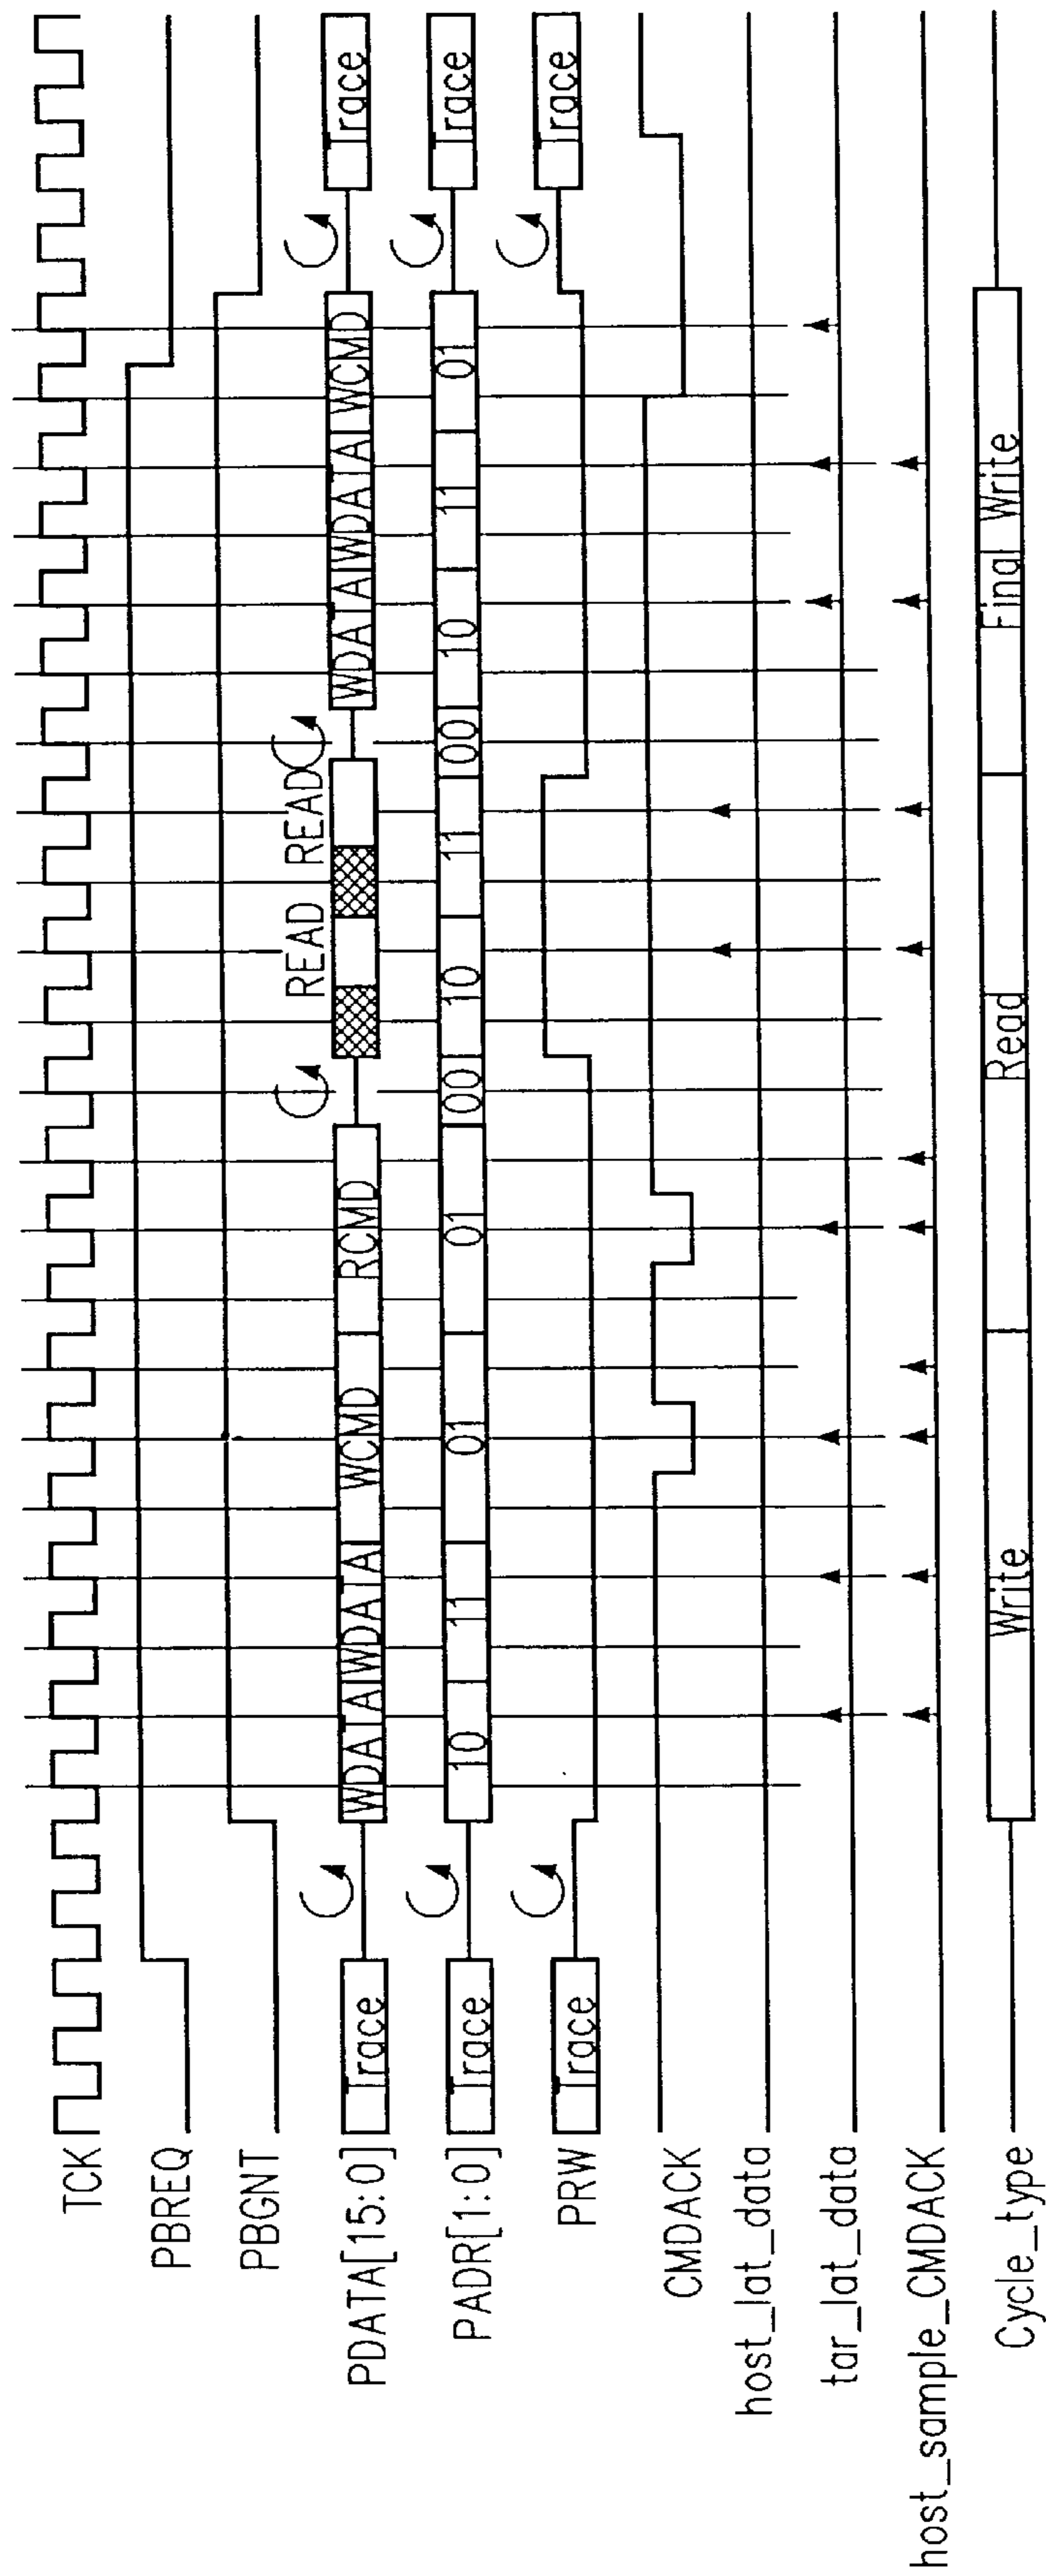 TCK
PBREQ
PBGNT
READ READ
PDATA[15:0] Trace WDATA WDATA WCMD RCMD WDATA WDATA WCMD Trace
PADR[1:0] Trace 10 11 01 01 00 10 11 00 10 11 01 Trace
PRW Trace Trace
CMDACK
host_lat_data
tar_lat_data
host_sample_CMDACK
Cycle_type Write Read Final Write